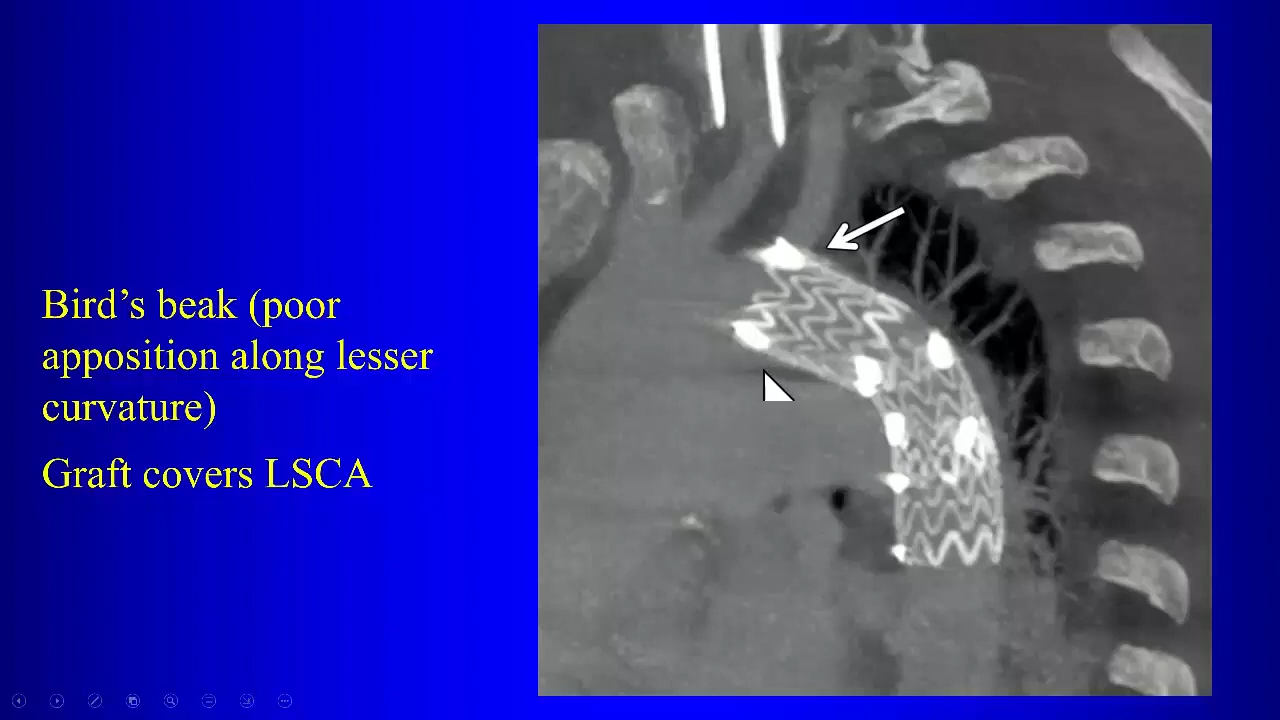 Bird’s beak (poor
apposition along lesser
curvature)
Graft covers LSCA